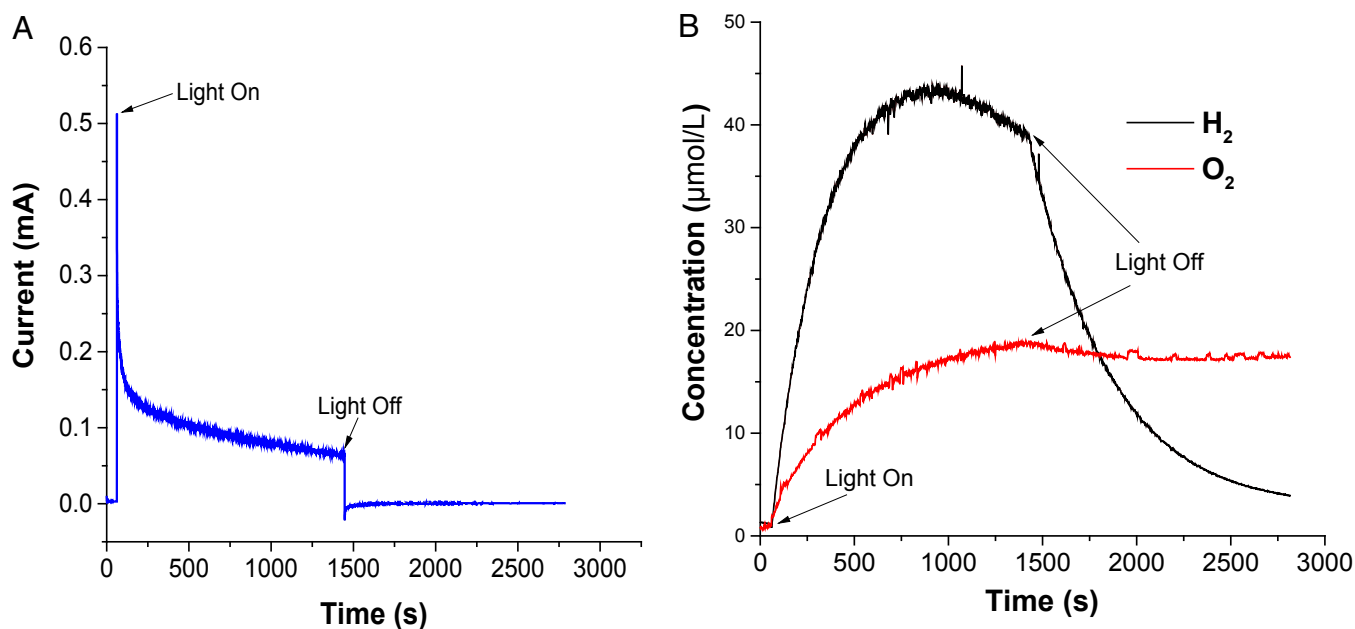 A
0.6
0.5
0.4
0.3
0.2
0.1
0.0
Current (mA)
Light On
Light Off
0 500 1000 1500 2000 2500 3000
Time (s)
B
50
40
30
20
10
0
Concentration (µmol/L)
H₂
O₂
Light Off
Light On
0 500 1000 1500 2000 2500 3000
Time (s)